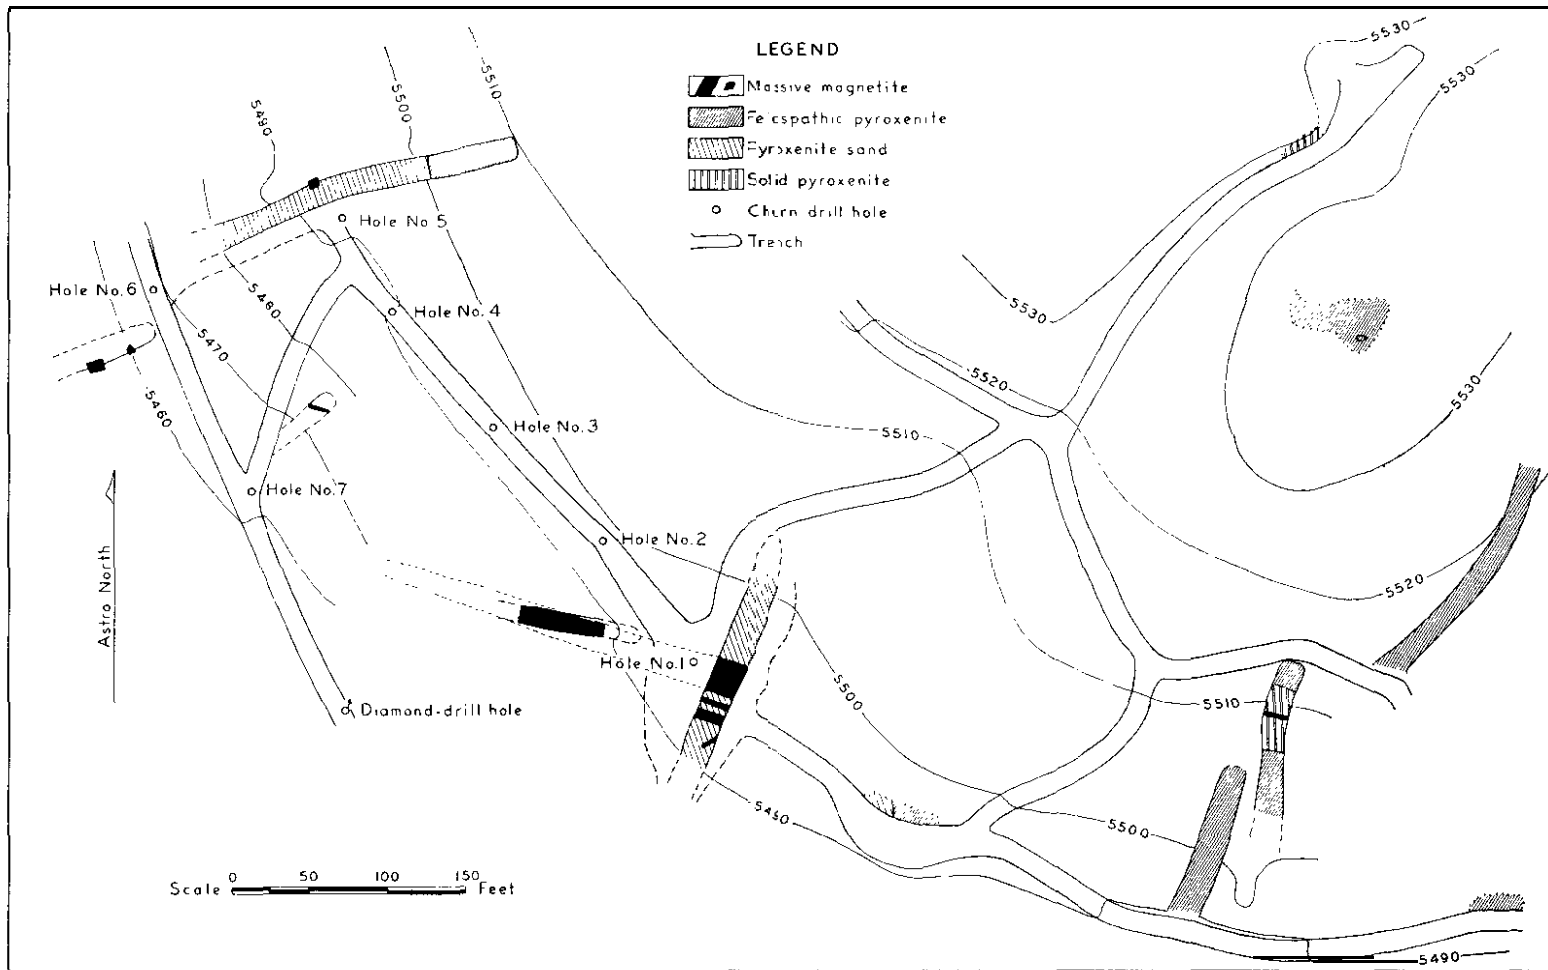 LEGEND
Massive magnetite
Felcspathic pyroxenite
Pyroxenite sand
Solid pyroxenite
Churn drill hole
Trench
5530
5530
5510
5500
5490
Hole No 5
Hole No. 6
5480
Hole No. 4
5530
5470
5520
5460
5530
Hole No. 3
5510
Hole No. 7
Hole No. 2
5520
Astro North
Hole No. 1
5500
5510
Diamond-drill hole
5450
5500
0 50 100 150
Scale Feet
5490